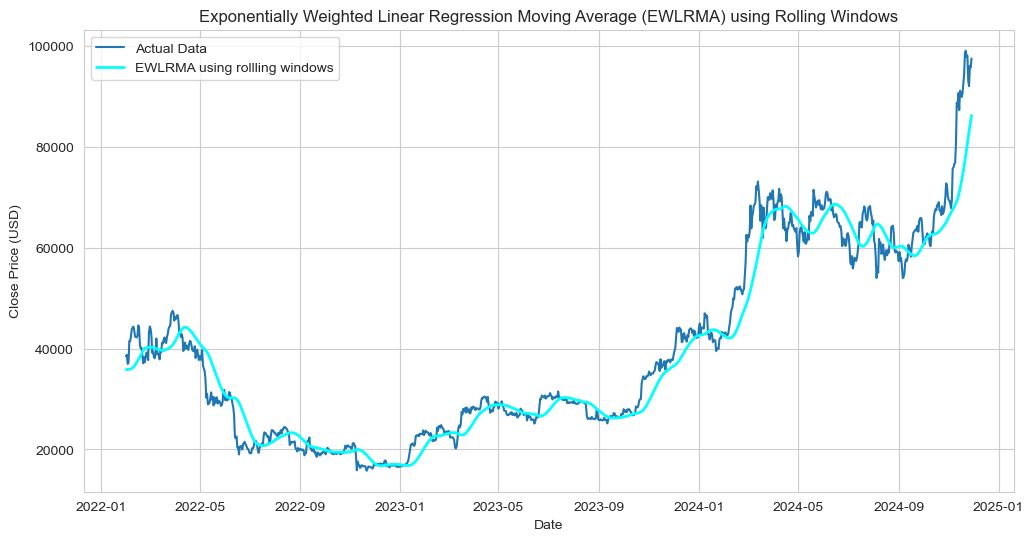 Exponentially Weighted Linear Regression Moving Average (EWLRMA) using Rolling Windows
Actual Data
EWLRMA using rollling windows
100000
80000
60000
40000
20000
Close Price (USD)
2022-01 2022-05 2022-09 2023-01 2023-05 2023-09 2024-01 2024-05 2024-09 2025-01
Date